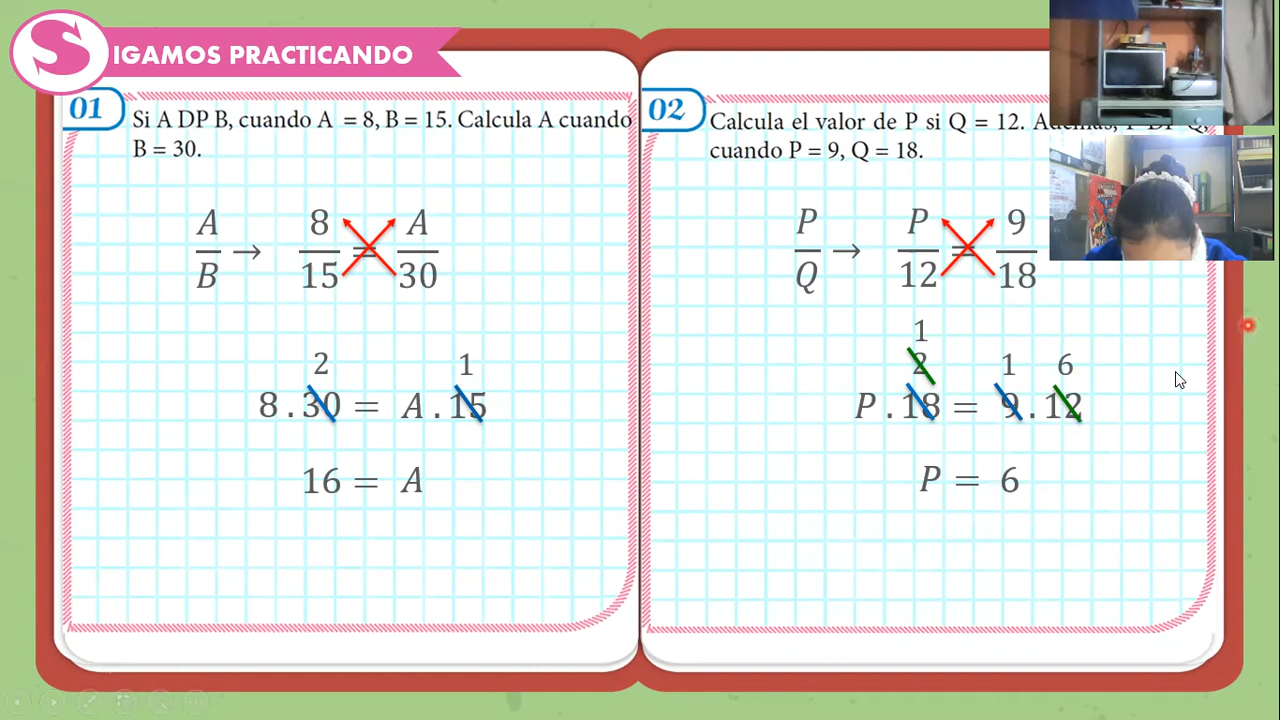 SIGAMOS PRACTICANDO
01
Si A DP B, cuando A = 8, B = 15. Calcula A cuando
B = 30.
A/B → 8/15 = A/30
2 1
8 . 30 = A . 15
16 = A
02
Calcula el valor de P si Q = 12.
cuando P = 9, Q = 18.
P/Q → P/12 = 9/18
1
2 1 6
P . 18 = 9 . 12
P = 6